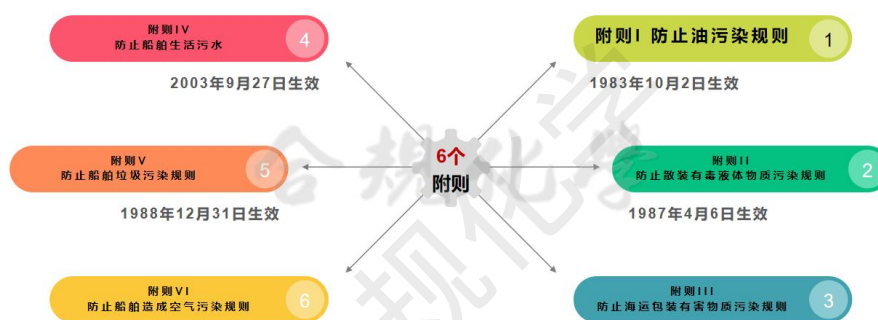 附则IV
防止船舶生活污水
4
2003年9月27日生效
附则I 防止油污染规则
1
1983年10月2日生效
附则V
防止船舶垃圾污染规则
5
1988年12月31日生效
6个
附则
附则II
防止散装有毒液体物质污染规则
2
1987年4月6日生效
附则VI
防止船舶造成空气污染规则
6
附则III
防止海运包装有害物质污染规则
3
合规化学
规化学